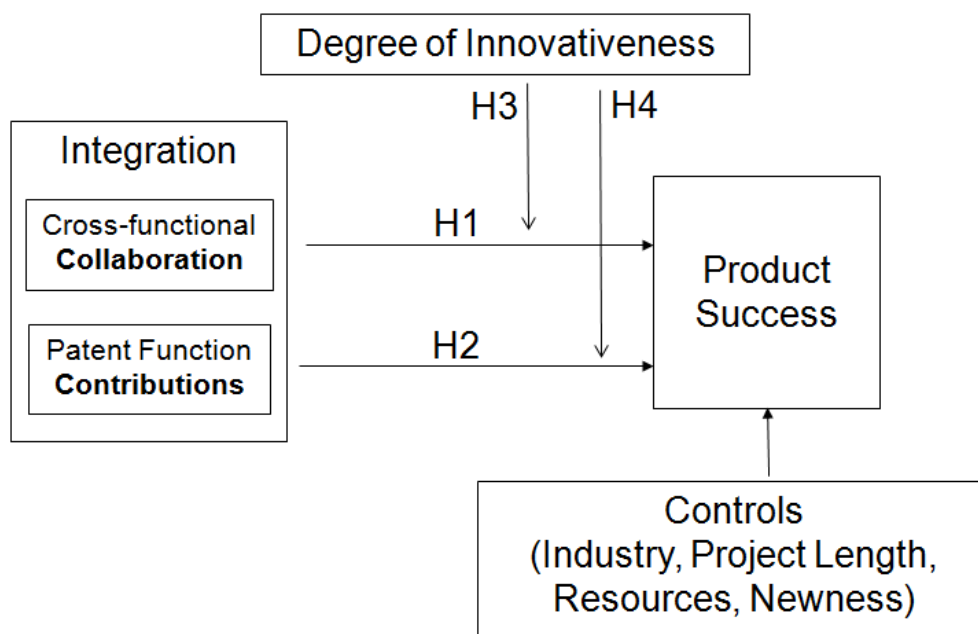 Degree of Innovativeness
H3
H4
Integration
Cross-functional
Collaboration
H1
Patent Function
Contributions
H2
Product
Success
Controls
(Industry, Project Length,
Resources, Newness)